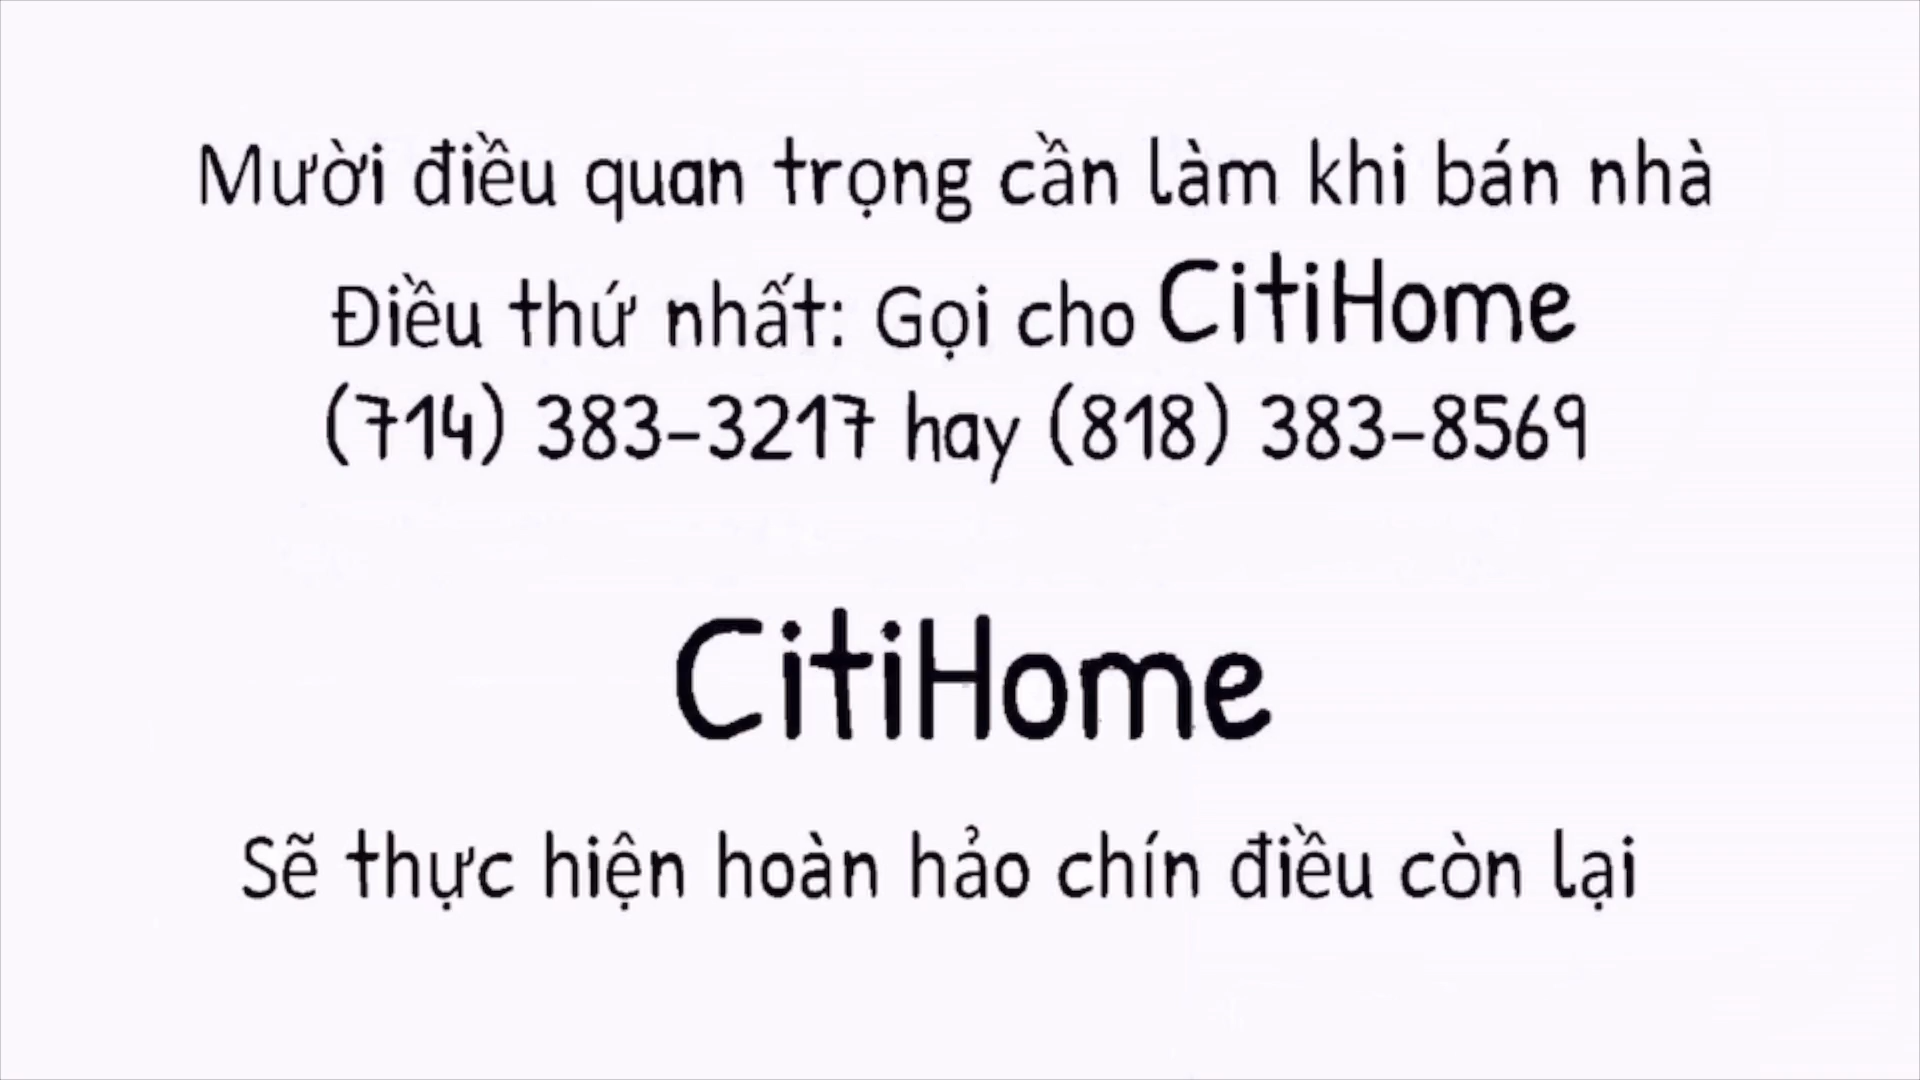 Mười điều quan trọng cần làm khi bán nhà
Điều thứ nhất: Gọi cho CitiHome
(714) 383-3217 hay (818) 383-8569
CitiHome
Sẽ thực hiện hoàn hảo chín điều còn lại